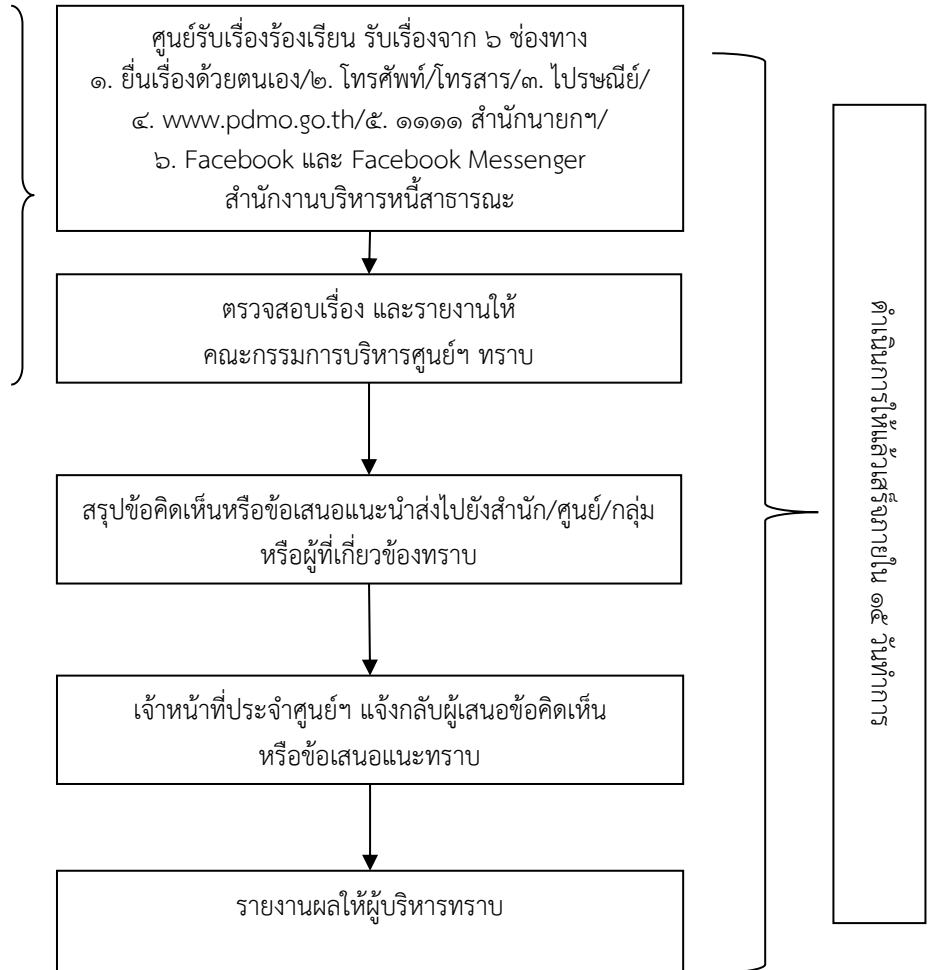 ศูนย์รับเรื่องร้องเรียน รับเรื่องจาก ๖ ช่องทาง
๑. ยื่นเรื่องด้วยตนเอง/๒. โทรศัพท์/โทรสาร/๓. ไปรษณีย์/
๔. www.pdmo.go.th/๕. ๑๑๑๑ สำนักนายกฯ/
๖. Facebook และ Facebook Messenger
สำนักงานบริหารหนี้สาธารณะ
ตรวจสอบเรื่อง และรายงานให้
คณะกรรมการบริหารศูนย์ฯ ทราบ
สรุปข้อคิดเห็นหรือข้อเสนอแนะนำส่งไปยังสำนัก/ศูนย์/กลุ่ม
หรือผู้ที่เกี่ยวข้องทราบ
เจ้าหน้าที่ประจำศูนย์ฯ แจ้งกลับผู้เสนอข้อคิดเห็น
หรือข้อเสนอแนะทราบ
รายงานผลให้ผู้บริหารทราบ
ดำเนินการให้แล้วเสร็จภายใน ๑๕ วันทำการ